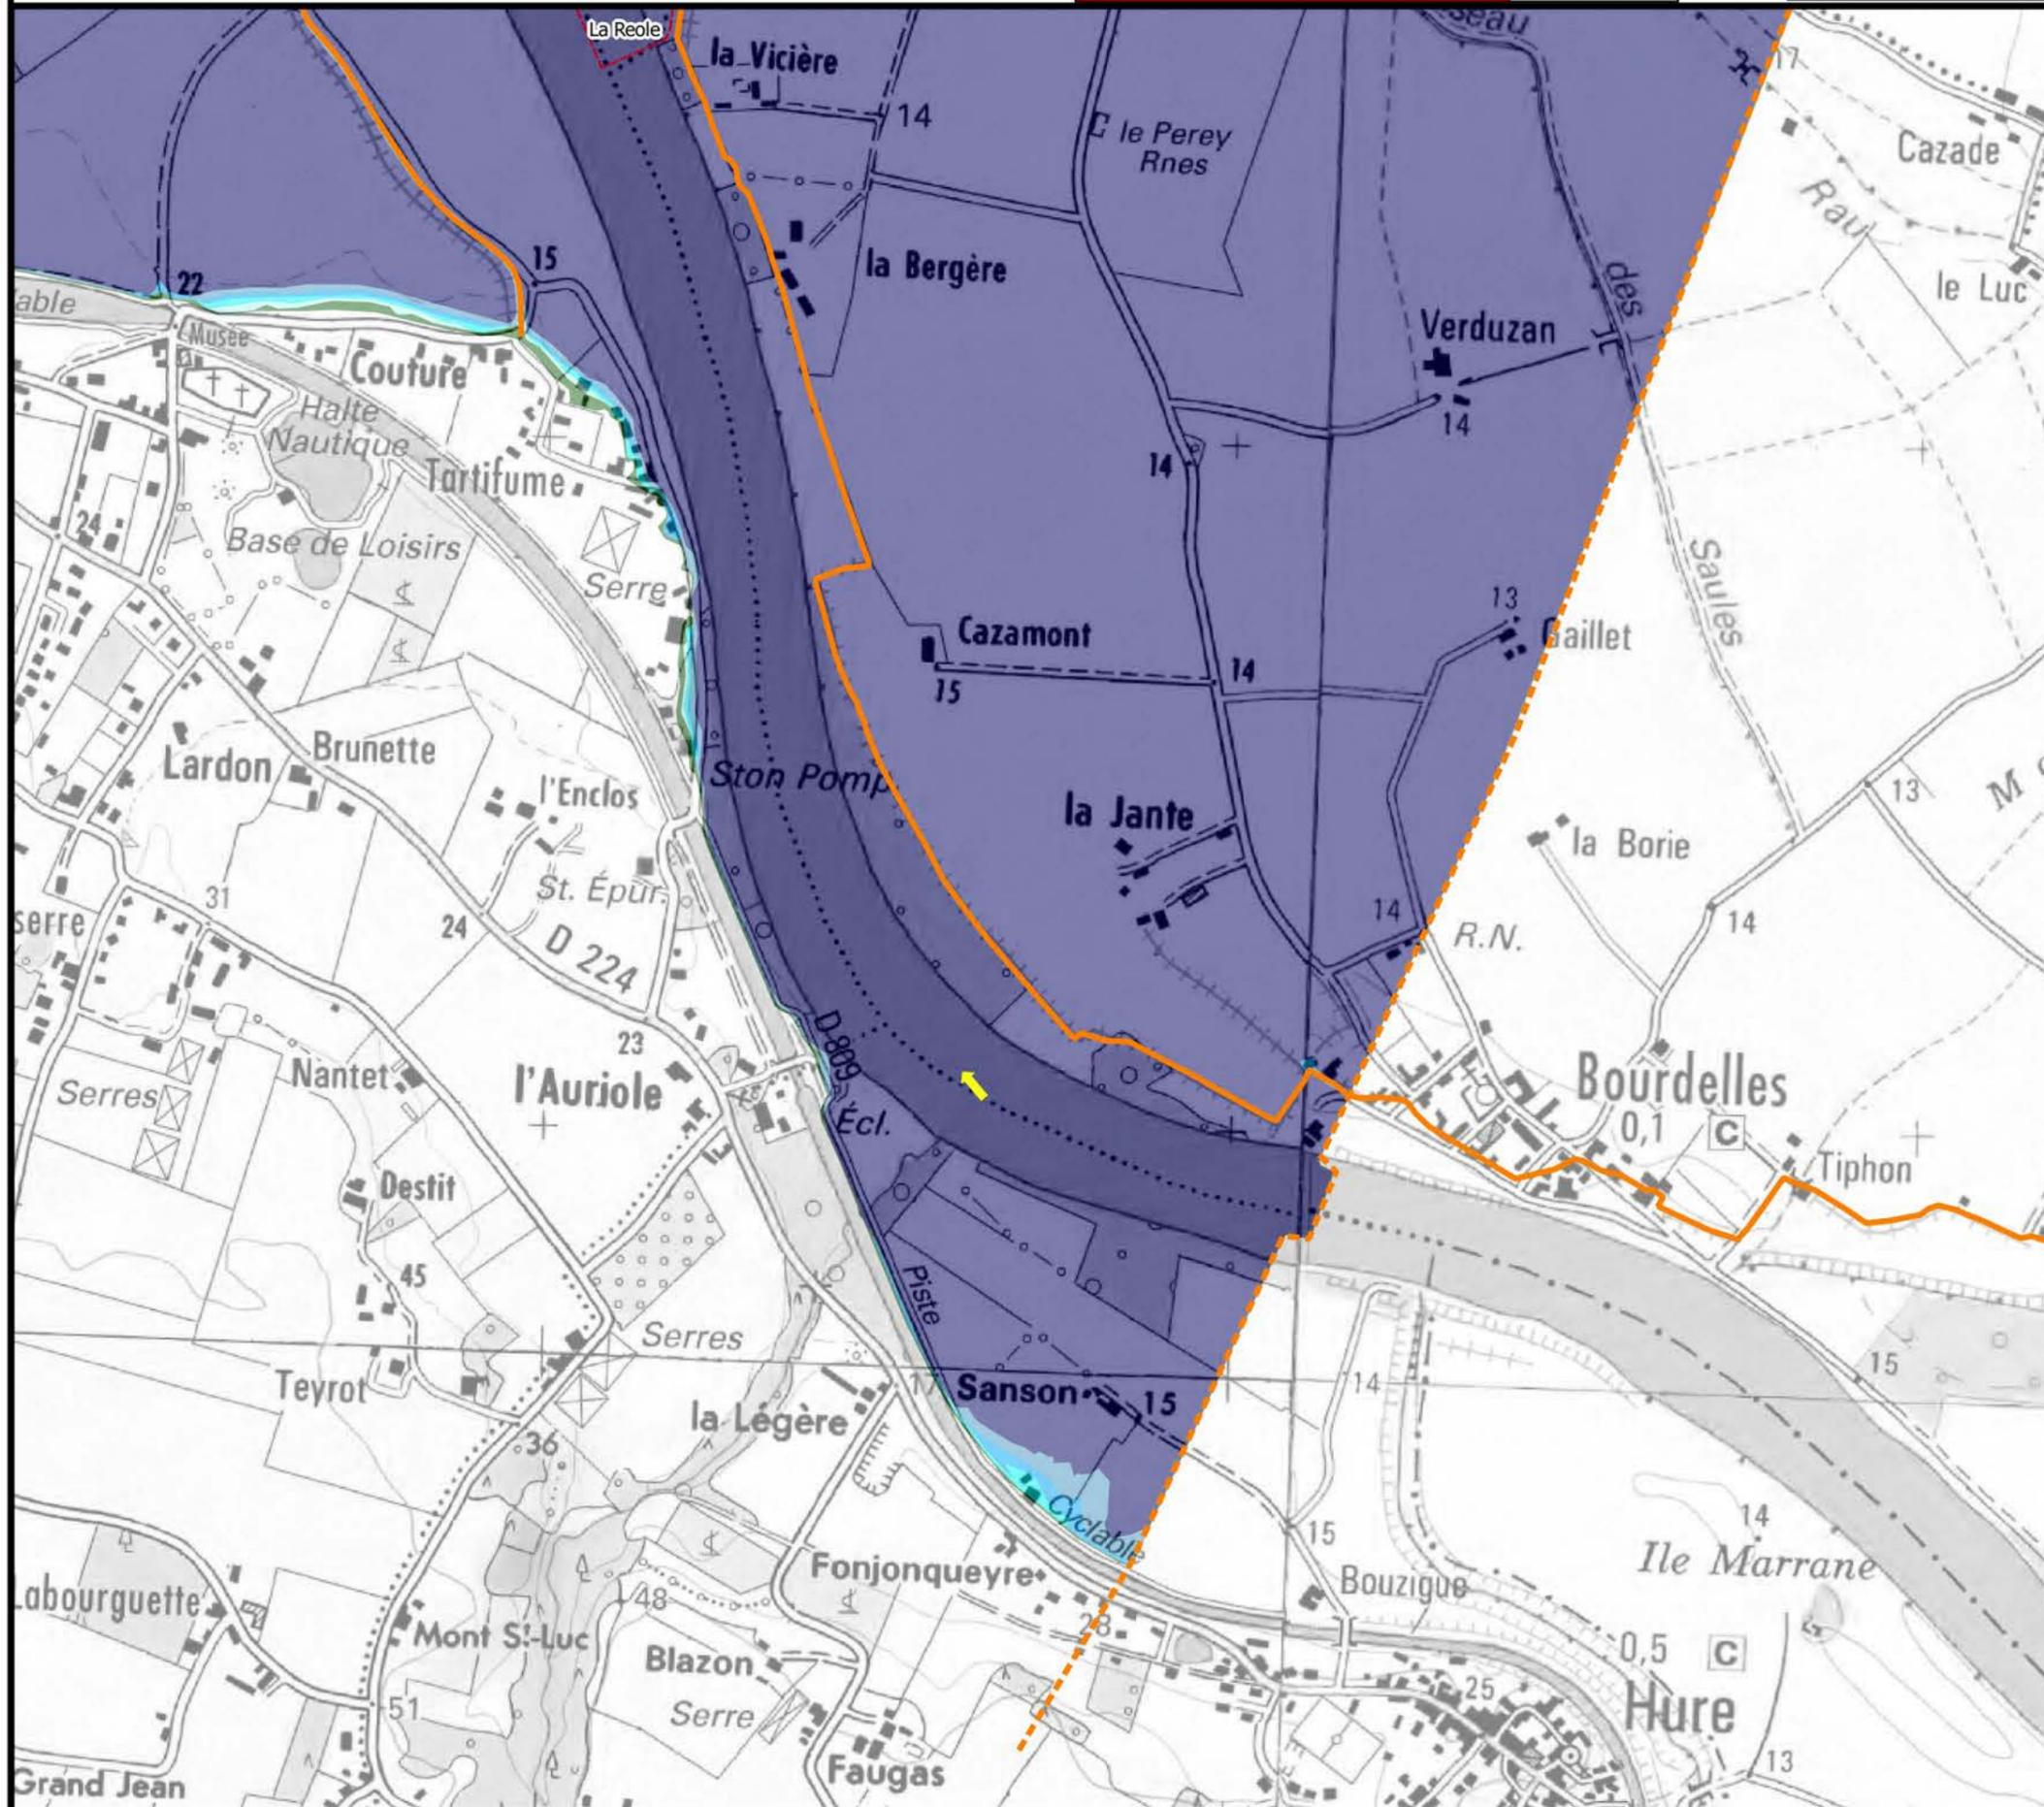 La Reole
seau
la Vicière
17
14
le Perey
Rnes
Cazade
Rau
15
la Bergère
des
le Luc
22
able
Musée
Verduzan
Couture
Halte
Nautique
14
Tartifume
14
24
Base de Loisirs
Saules
Serre
13
Gaillet
Cazamont
14
15
Brunette
Lardon
Ston Pomp
l'Enclos
la Jante
13
M
la Borie
St. Épur.
31
serre
24
14
14
R.N.
D 224
D 809
23
Nantet
l'Auriole
Serres
Bourdelles
Écl.
0,1
C
Tiphon
Destit
45
Piste
Serres
15
Teyrot
17
Sanson
15
14
la Légère
36
Cyclable
14
15
Ile Marrane
Fonjonqueyre
Bouzigue
48
Labourguette
28
Mont St-Luc
0,5
C
Blazon
25
51
Serre
Hure
13
Faugas
Grand Jean